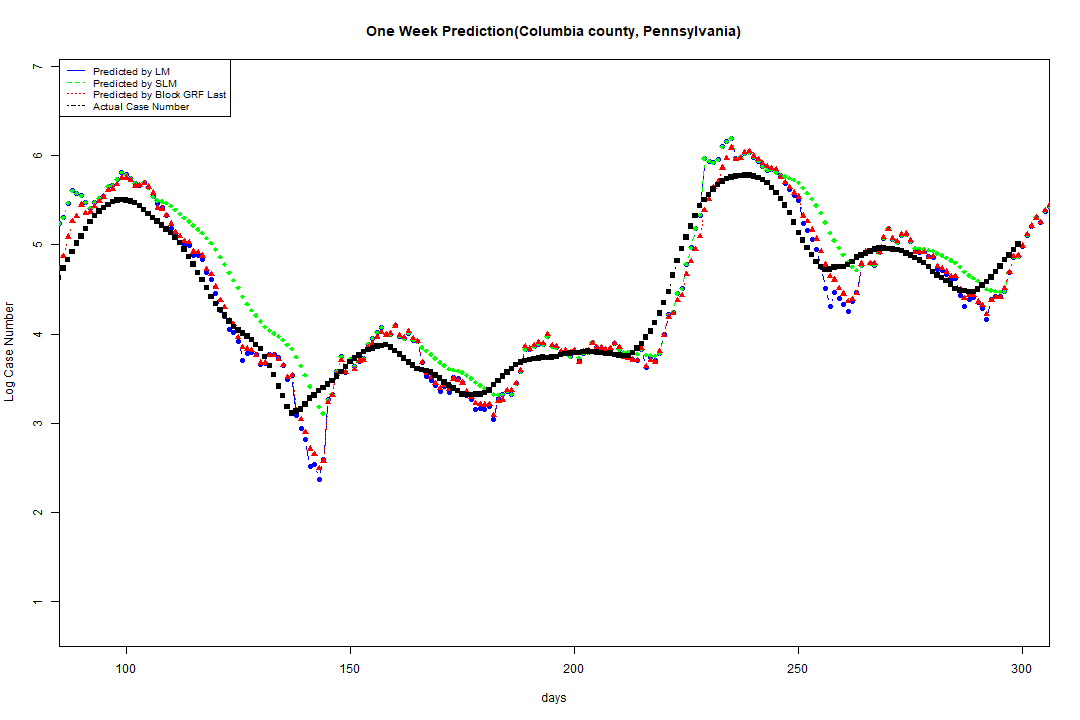 One Week Prediction(Columbia county, Pennsylvania)
Predicted by LM
Predicted by SLM
Predicted by Block GRF Last
Actual Case Number
7
6
5
4
3
2
1
Log Case Number
100 150 200 250 300
days